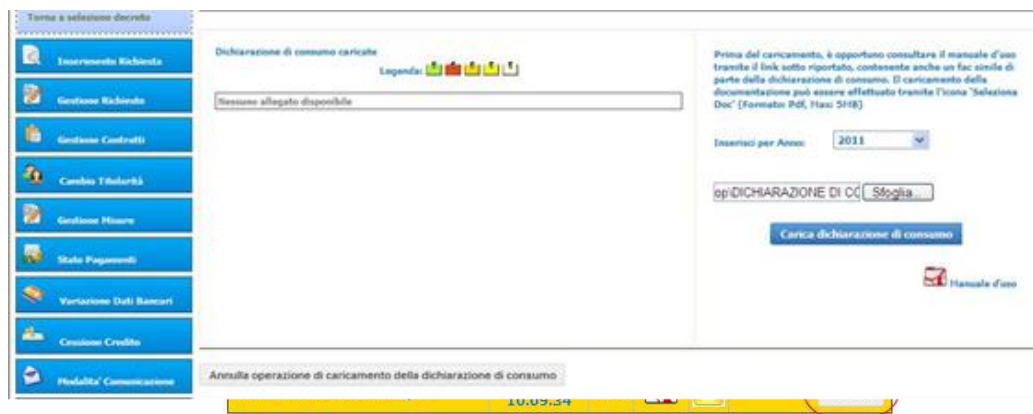 Torna a selezione decreto
Inserimento Richiesta
Gestione Richieste
Gestione Contratti
Cambio Titolarità
Gestione Misure
Stato Pagamenti
Variazione Dati Bancari
Cessione Credito
Modalita' Comunicazione
Dichiarazione di consumo caricate
Legenda:
Nessuno allegato disponibile
Prima del caricamento, è opportuno consultare il manuale d'uso
tramite il link sotto riportato, contenente anche un fac simile di
parte della dichiarazione di consumo. Il caricamento della
documentazione può essere effettuato tramite l'icona 'Seleziona
Doc' (Formato: Pdf, Max: 5MB)
Inserisci per Anno:
2011
op\DICHIARAZIONE DI CO
Sfoglia...
Carica dichiarazione di consumo
Manuale d'uso
Annulla operazione di caricamento della dichiarazione di consumo
10.09.34